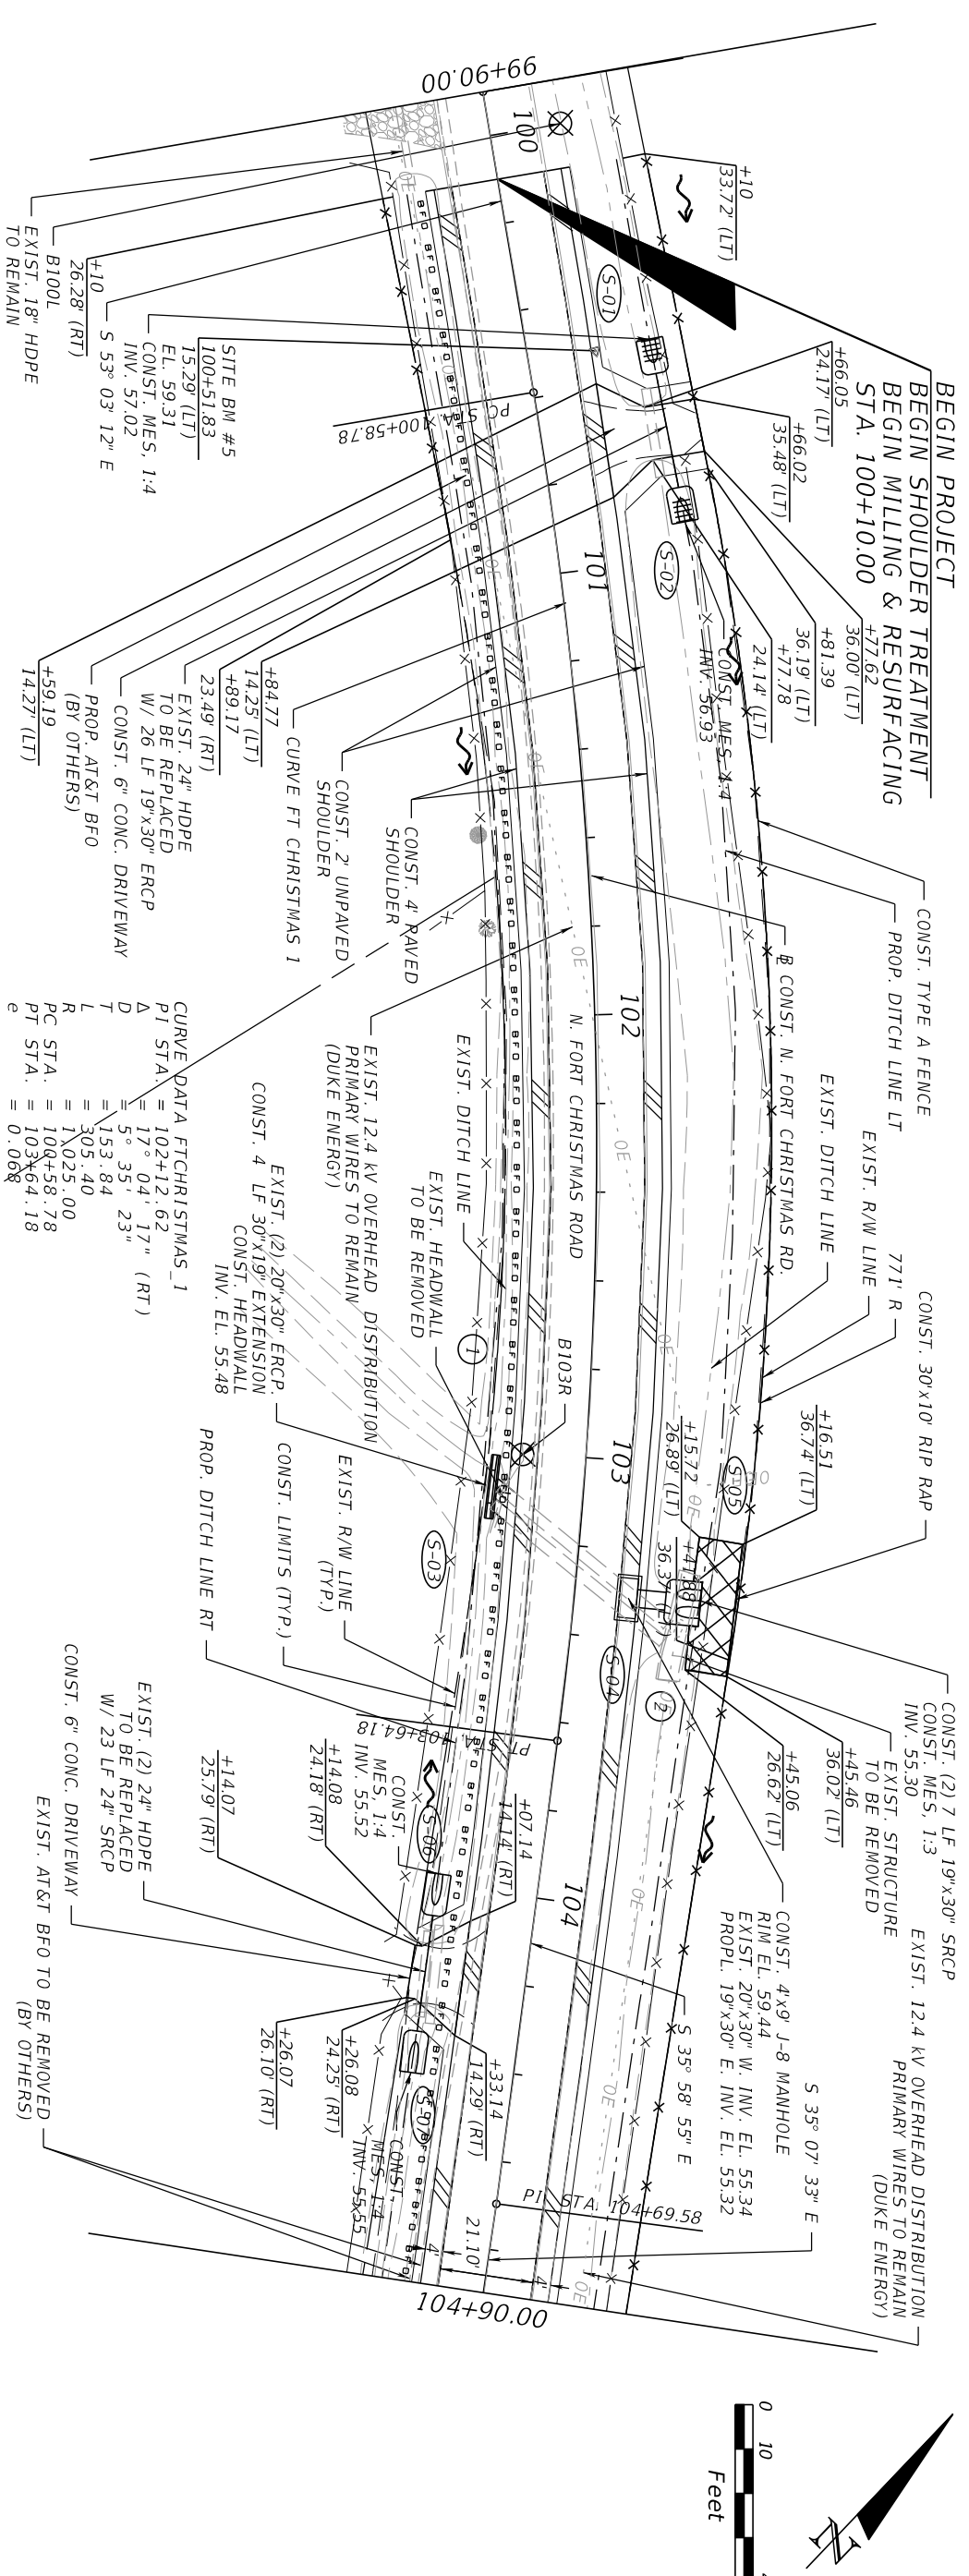 BEGIN PROJECT
BEGIN SHOULDER TREATMENT
BEGIN MILLING & RESURFACING
STA. 100+10.00
99+90.00
100
101
102
103
104
104+90.00
+10
33.72' (LT)
+66.05
24.17' (LT)
+66.02
35.48' (LT)
+77.62
36.00' (LT)
+81.39
36.19' (LT)
+77.78
24.14' (LT)
CONST. MES, 1:4
INV. 56.93
S-01
S-02
CONST. TYPE A FENCE
PROP. DITCH LINE LT
B CONST. N. FORT CHRISTMAS RD.
EXIST. DITCH LINE
EXIST. R/W LINE
771' R
CONST. 30'x10' RIP RAP
+16.51
36.74' (LT)
+15.72
26.89' (LT)
S-05
+41.88
S-04
2
CONST. (2) 7 LF 19"x30" SRCP
CONST. MES, 1:3
INV. 55.30
EXIST. STRUCTURE
TO BE REMOVED
+45.46
36.02' (LT)
+45.06
26.62' (LT)
CONST. 4'x9' J-8 MANHOLE
RIM EL. 59.44
EXIST. 20"x30" W. INV. EL. 55.34
PROPL. 19"x30" E. INV. EL. 55.32
EXIST. 12.4 kV OVERHEAD DISTRIBUTION
PRIMARY WIRES TO REMAIN
(DUKE ENERGY)
S 35° 07' 33" E
S 35° 58' 55" E
PI STA. 104+69.58
21.10'
4'
4'
EXIST. 18" HDPE
TO REMAIN
B100L
+10
26.28' (RT)
S 53° 03' 12" E
CONST. MES, 1:4
INV. 57.02
SITE BM #5
100+51.83
15.29' (LT)
EL. 59.31
PC STA. 100+58.78
+59.19
14.27' (LT)
PROP. AT&T BFO
(BY OTHERS)
CONST. 6" CONC. DRIVEWAY
EXIST. 24" HDPE
TO BE REPLACED
W/ 26 LF 19"x30" ERCP
+89.17
23.49' (RT)
+84.77
14.25' (LT)
CURVE FT CHRISTMAS 1
CONST. 2' UNPAVED
SHOULDER
CONST. 4' PAVED
SHOULDER
N. FORT CHRISTMAS ROAD
EXIST. DITCH LINE
EXIST. 12.4 kV OVERHEAD DISTRIBUTION
PRIMARY WIRES TO REMAIN
(DUKE ENERGY)
CURVE DATA FTCHRISTMAS_1
PI STA. = 102+12.62
Δ = 17° 04' 17" (RT)
D = 5° 35' 23"
T = 153.84
L = 305.40
R = 1,025.00
PC STA. = 100+58.78
PT STA. = 103+64.18
e = 0.068
EXIST. HEADWALL
TO BE REMOVED
EXIST. (2) 20"x30" ERCP.
CONST. 4 LF 30"x19" EXTENSION
CONST. HEADWALL
INV. EL. 55.48
1
B103R
S-03
EXIST. R/W LINE
(TYP.)
CONST. LIMITS (TYP.)
PROP. DITCH LINE RT
PT STA. 103+64.18
CONST.
MES, 1:4
INV. 55.52
S-06
+07.14
14.14' (RT)
+14.08
24.18' (RT)
+14.07
25.79' (RT)
EXIST. (2) 24" HDPE
TO BE REPLACED
W/ 23 LF 24" SRCP
CONST. 6" CONC. DRIVEWAY
EXIST. AT&T BFO TO BE REMOVED
(BY OTHERS)
+33.14
14.29' (RT)
+26.08
24.25' (RT)
+26.07
26.10' (RT)
S-07
CONST.
MES, 1:4
INV. 55.55
OE OE OE OE OE OE OE OE
BFO BFO BFO BFO BFO BFO
0 10
Feet
N